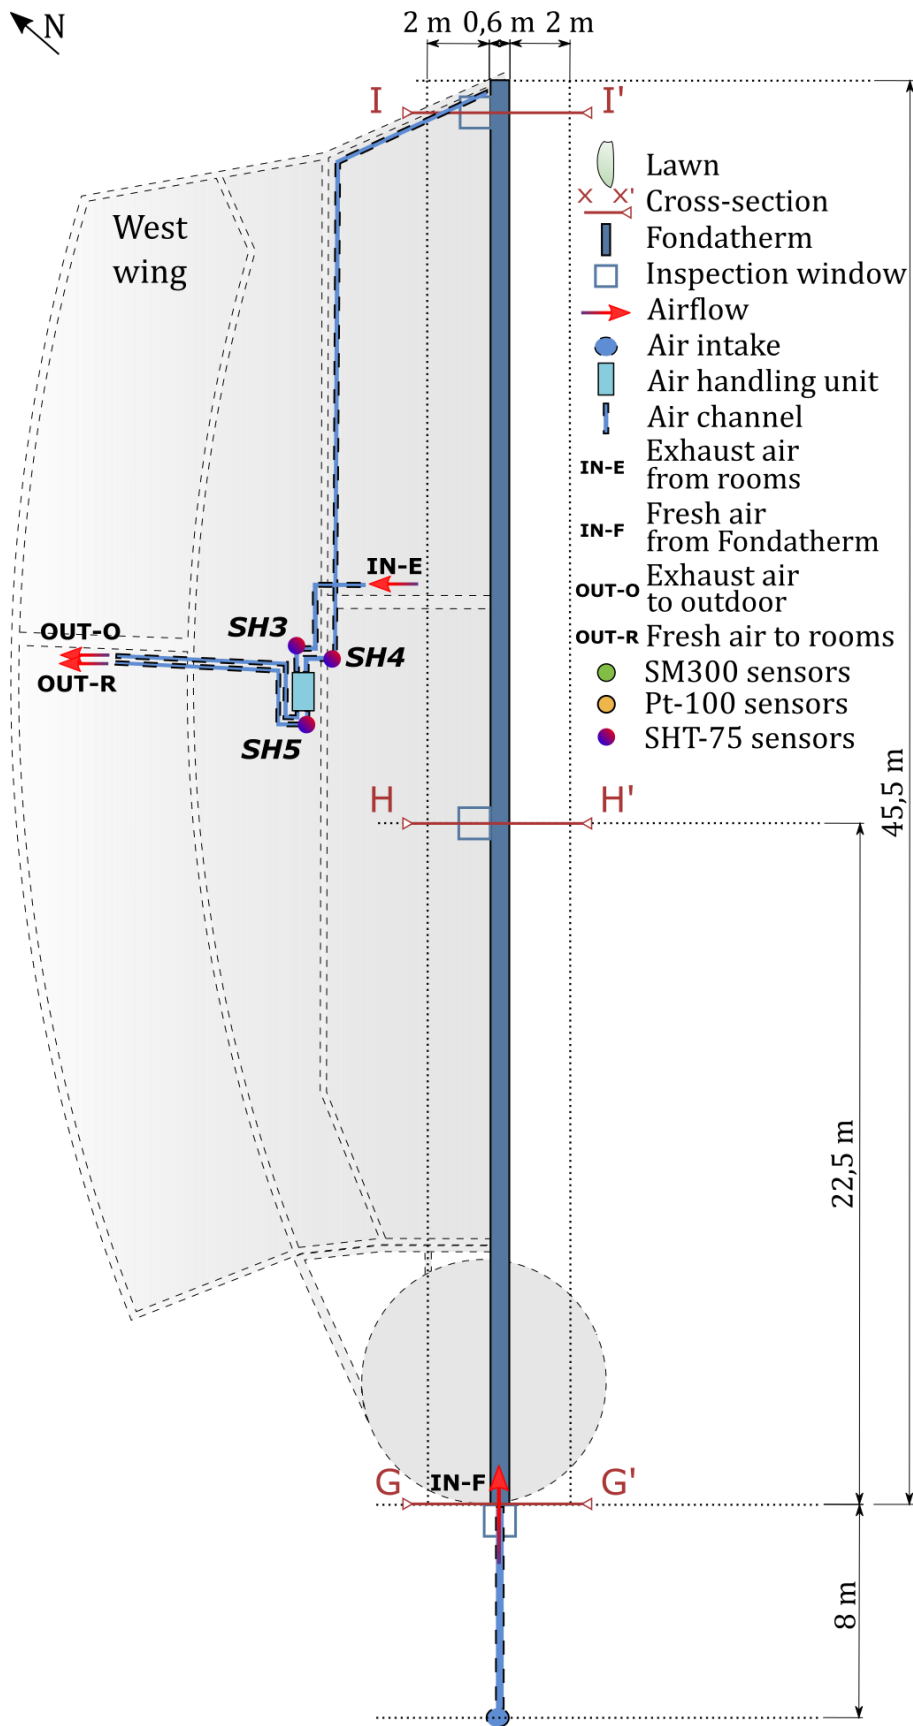 N
2 m 0,6 m 2 m
I I'
West
wing
Lawn
X X'
Cross-section
Fondatherm
Inspection window
Airflow
Air intake
Air handling unit
Air channel
IN-E Exhaust air
from rooms
IN-F Fresh air
from Fondatherm
OUT-O Exhaust air
to outdoor
OUT-R Fresh air to rooms
SM300 sensors
Pt-100 sensors
SHT-75 sensors
IN-E
SH3
OUT-O
SH4
OUT-R
SH5
45,5 m
H H'
22,5 m
G IN-F G'
8 m